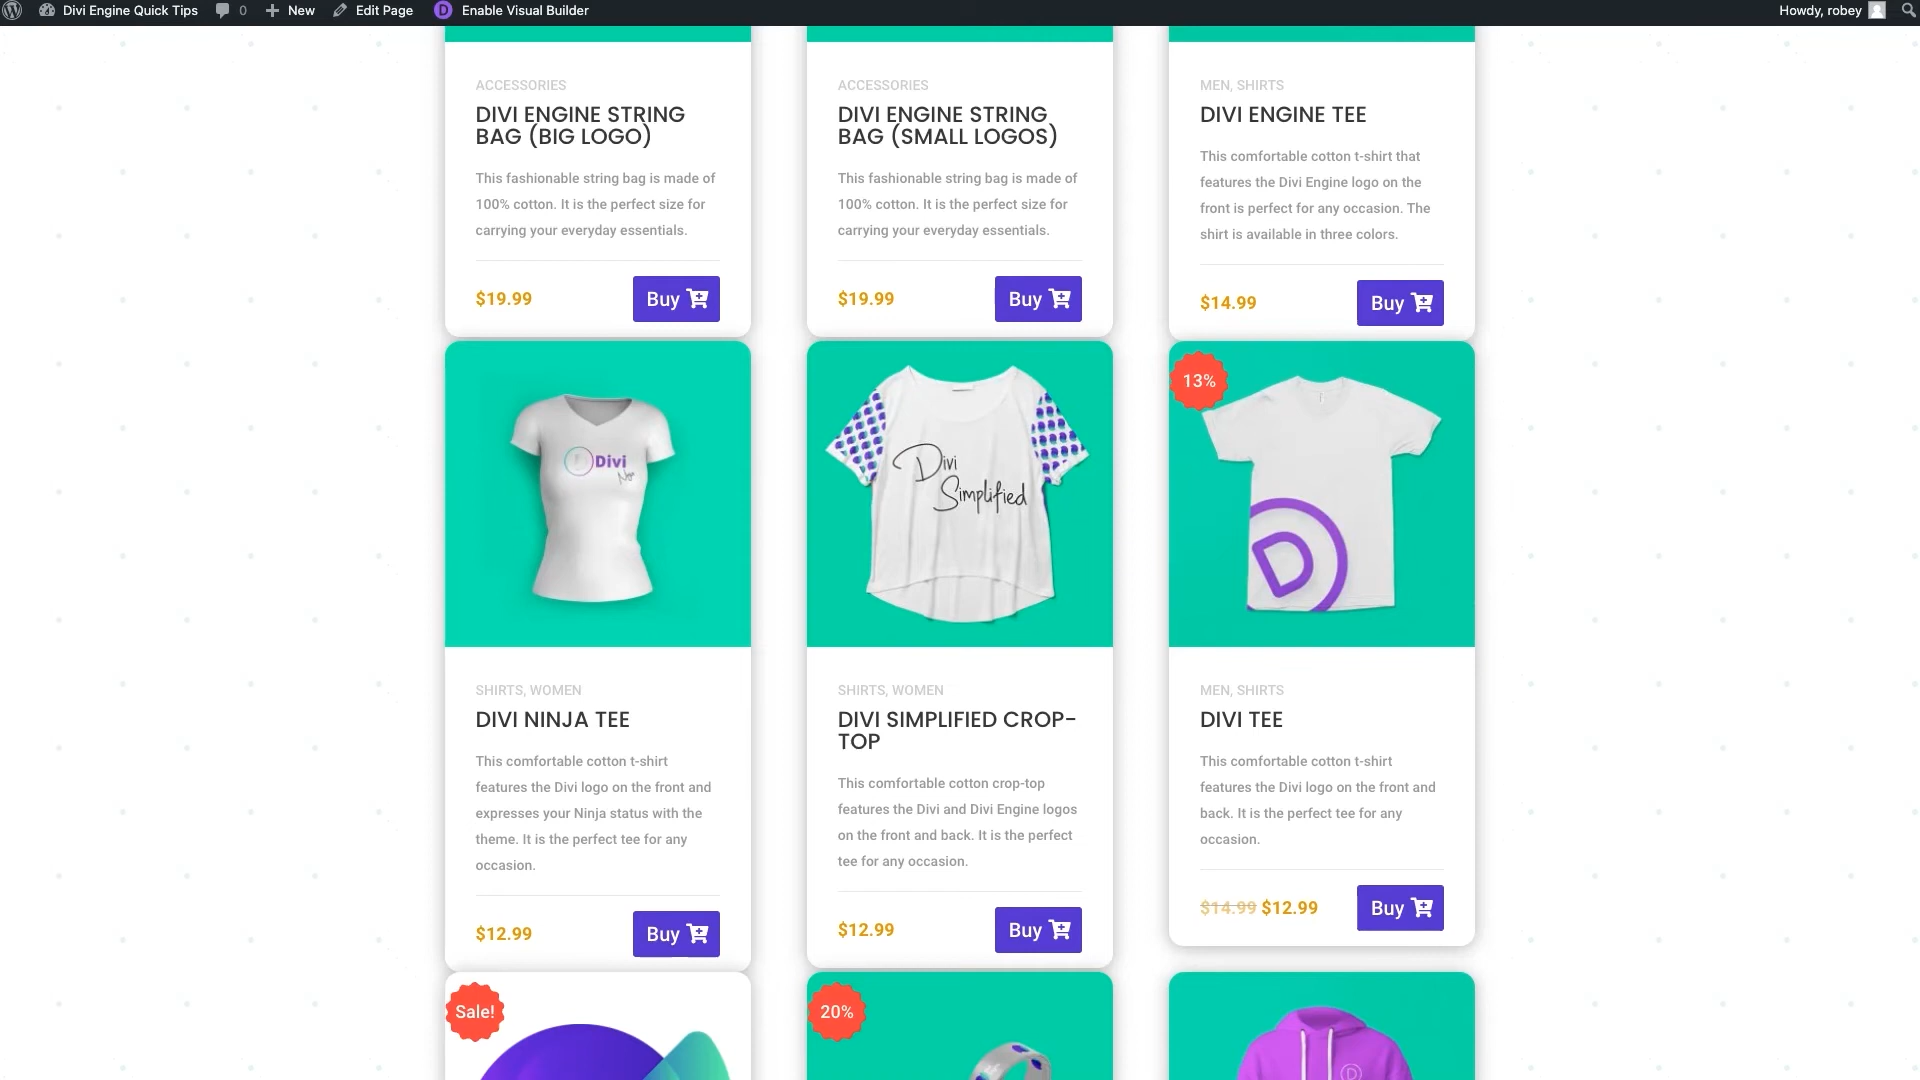 Divi Engine Quick Tips 0 New Edit Page Enable Visual Builder Howdy, robey
ACCESSORIES
DIVI ENGINE STRING
BAG (BIG LOGO)
This fashionable string bag is made of
100% cotton. It is the perfect size for
carrying your everyday essentials.
$19.99 Buy
ACCESSORIES
DIVI ENGINE STRING
BAG (SMALL LOGOS)
This fashionable string bag is made of
100% cotton. It is the perfect size for
carrying your everyday essentials.
$19.99 Buy
MEN, SHIRTS
DIVI ENGINE TEE
This comfortable cotton t-shirt that
features the Divi Engine logo on the
front is perfect for any occasion. The
shirt is available in three colors.
$14.99 Buy
Divi
SHIRTS, WOMEN
DIVI NINJA TEE
This comfortable cotton t-shirt
features the Divi logo on the front and
expresses your Ninja status with the
theme. It is the perfect tee for any
occasion.
$12.99 Buy
Divi
Simplified
SHIRTS, WOMEN
DIVI SIMPLIFIED CROP-
TOP
This comfortable cotton crop-top
features the Divi and Divi Engine logos
on the front and back. It is the perfect
tee for any occasion.
$12.99 Buy
13%
D
MEN, SHIRTS
DIVI TEE
This comfortable cotton t-shirt
features the Divi logo on the front and
back. It is the perfect tee for any
occasion.
$14.99 $12.99 Buy
Sale!
20%
D